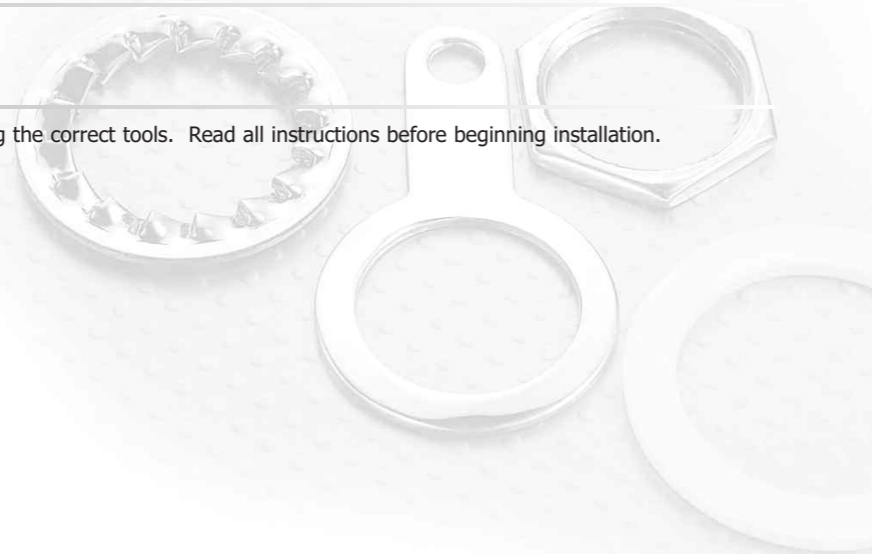 g the correct tools.  Read all instructions before beginning installation.